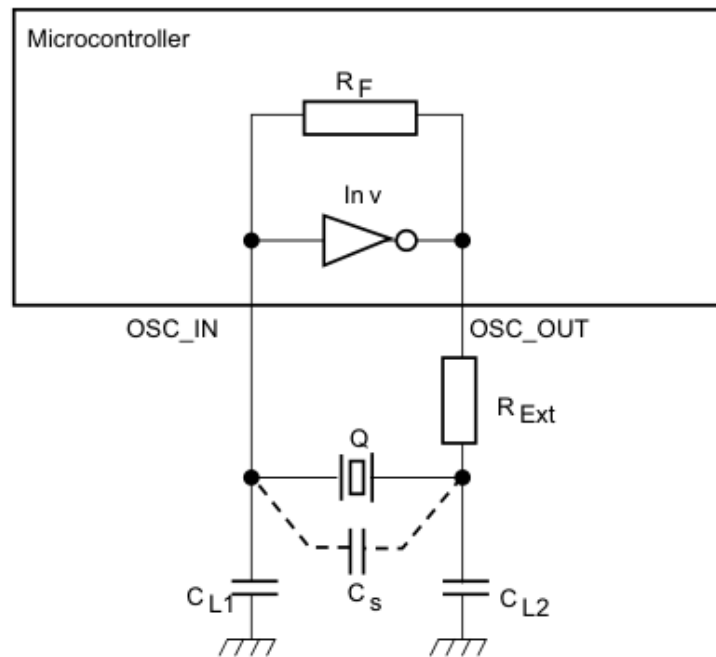 Microcontroller
RF
Inv
OSC_IN
OSC_OUT
RExt
Q
CL1
Cs
CL2